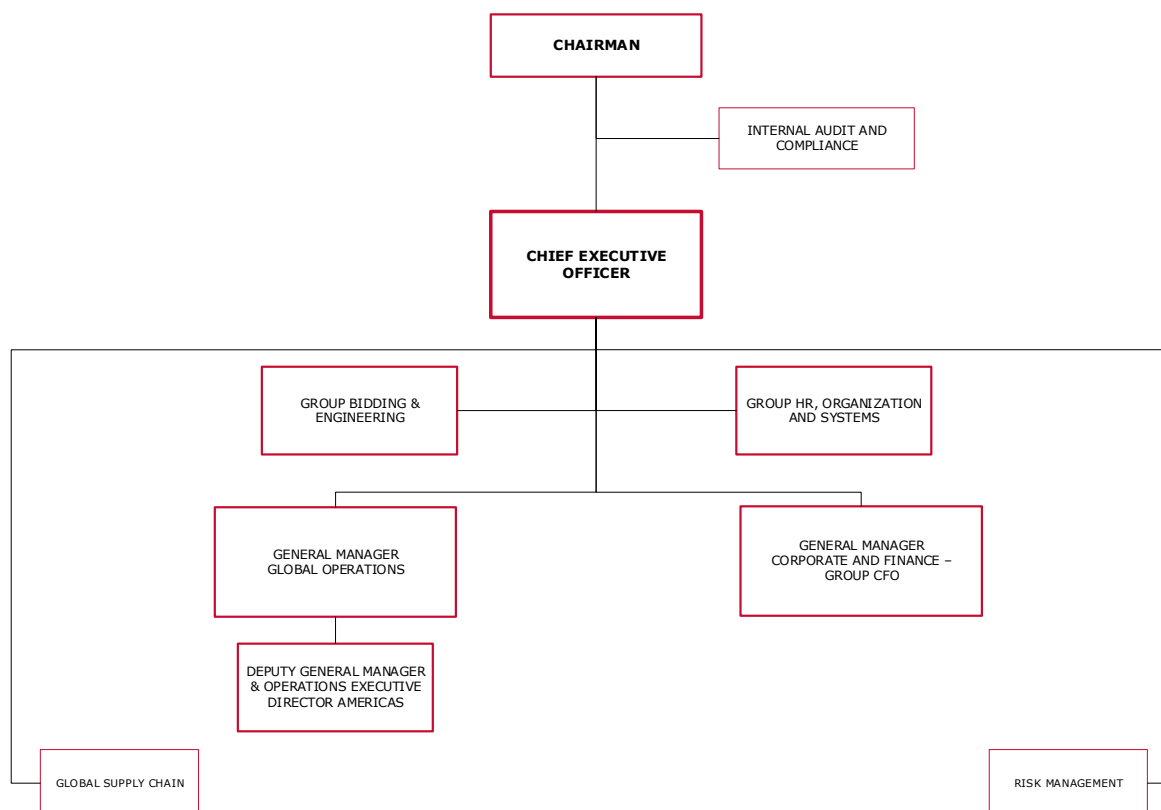 CHAIRMAN
INTERNAL AUDIT AND
COMPLIANCE
CHIEF EXECUTIVE
OFFICER
GROUP BIDDING &
ENGINEERING
GROUP HR, ORGANIZATION
AND SYSTEMS
GENERAL MANAGER
GLOBAL OPERATIONS
GENERAL MANAGER
CORPORATE AND FINANCE –
GROUP CFO
DEPUTY GENERAL MANAGER
& OPERATIONS EXECUTIVE
DIRECTOR AMERICAS
GLOBAL SUPPLY CHAIN
RISK MANAGEMENT